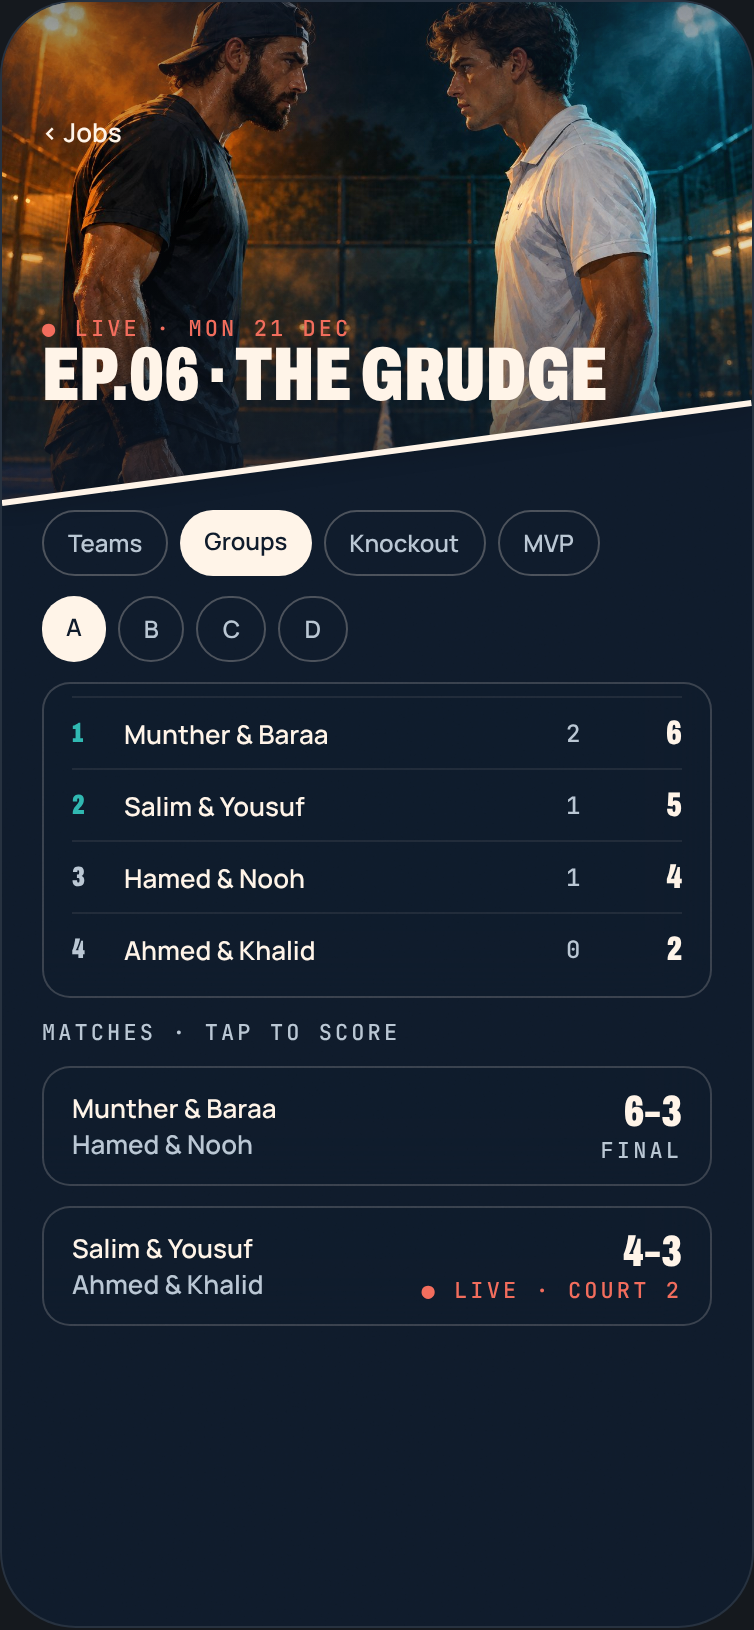 ‹ Jobs
● LIVE · MON 21 DEC
EP.06 · THE GRUDGE
Teams Groups Knockout MVP
A B C D
1 Munther & Baraa 2 6
2 Salim & Yousuf 1 5
3 Hamed & Nooh 1 4
4 Ahmed & Khalid 0 2
MATCHES · TAP TO SCORE
Munther & Baraa 6–3
Hamed & Nooh FINAL
Salim & Yousuf 4–3
Ahmed & Khalid ● LIVE · COURT 2